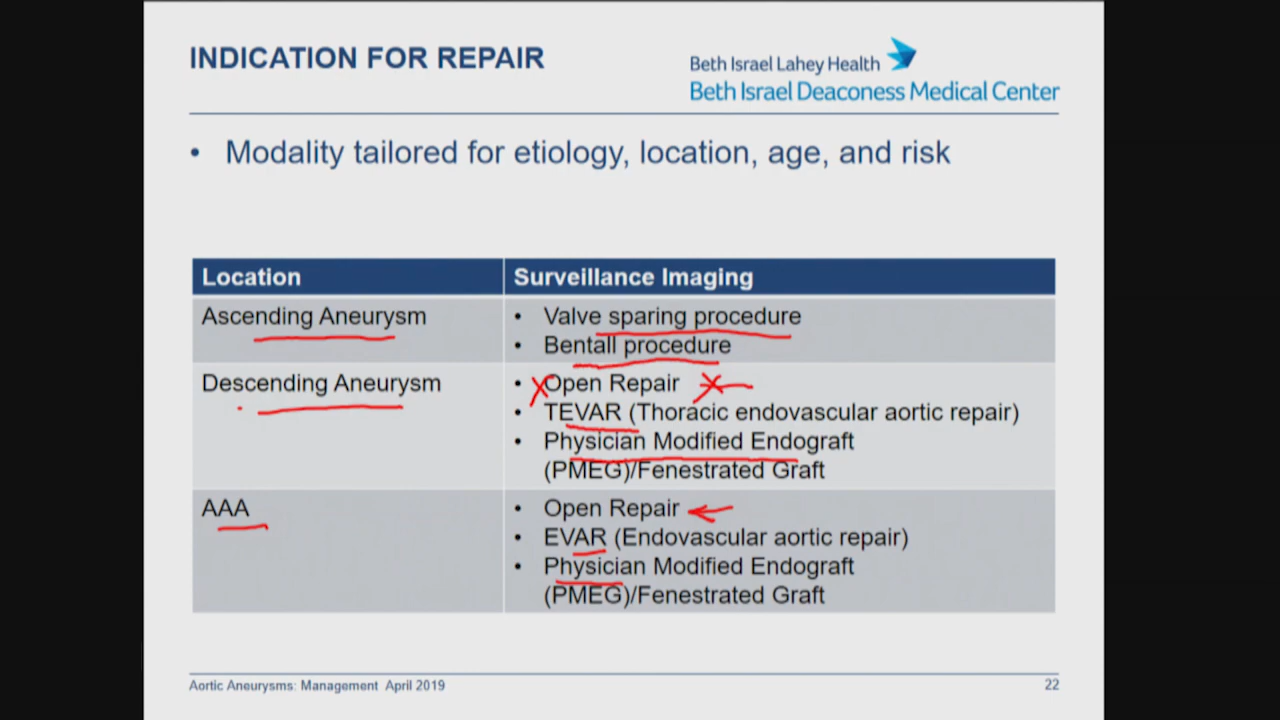 INDICATION FOR REPAIR
Beth Israel Lahey Health
Beth Israel Deaconess Medical Center
• Modality tailored for etiology, location, age, and risk
Location Surveillance Imaging
Ascending Aneurysm • Valve sparing procedure
• Bentall procedure
Descending Aneurysm • Open Repair
• TEVAR (Thoracic endovascular aortic repair)
• Physician Modified Endograft
(PMEG)/Fenestrated Graft
AAA • Open Repair
• EVAR (Endovascular aortic repair)
• Physician Modified Endograft
(PMEG)/Fenestrated Graft
Aortic Aneurysms: Management April 2019 22